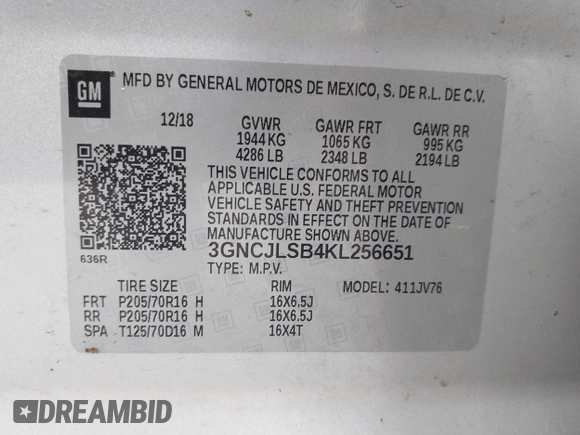 GM
MFD BY GENERAL MOTORS DE MEXICO, S. DE R.L. DE C.V.
12/18 GVWR GAWR FRT GAWR RR
1944 KG 1065 KG 995 KG
4286 LB 2348 LB 2194 LB
THIS VEHICLE CONFORMS TO ALL
APPLICABLE U.S. FEDERAL MOTOR
VEHICLE SAFETY AND THEFT PREVENTION
STANDARDS IN EFFECT ON THE DATE OF
MANUFACTURE SHOWN ABOVE.
636R
3GNCJLSB4KL256651
TYPE: M.P.V.
TIRE SIZE RIM MODEL: 411JV76
FRT P205/70R16 H 16X6.5J
RR P205/70R16 H 16X6.5J
SPA T125/70D16 M 16X4T
DREAMBID